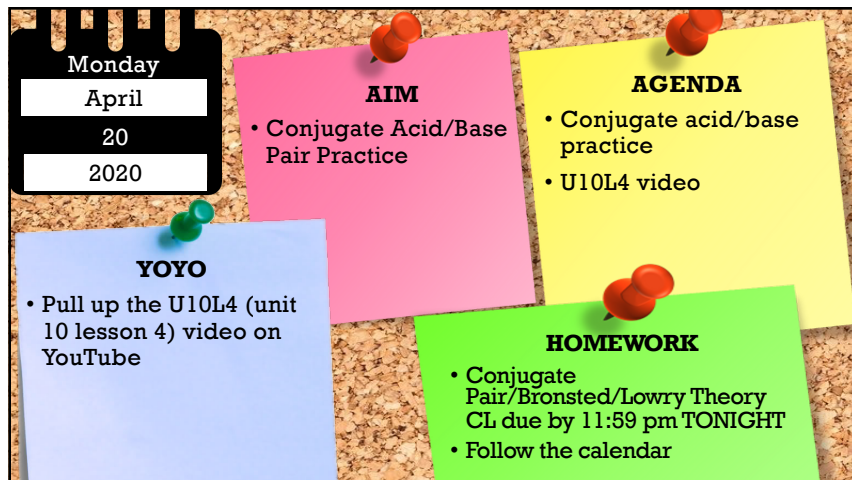 Monday
April
20
2020
AIM
• Conjugate Acid/Base
Pair Practice
AGENDA
• Conjugate acid/base
practice
• U10L4 video
YOYO
• Pull up the U10L4 (unit
10 lesson 4) video on
YouTube
HOMEWORK
• Conjugate
Pair/Bronsted/Lowry Theory
CL due by 11:59 pm TONIGHT
• Follow the calendar